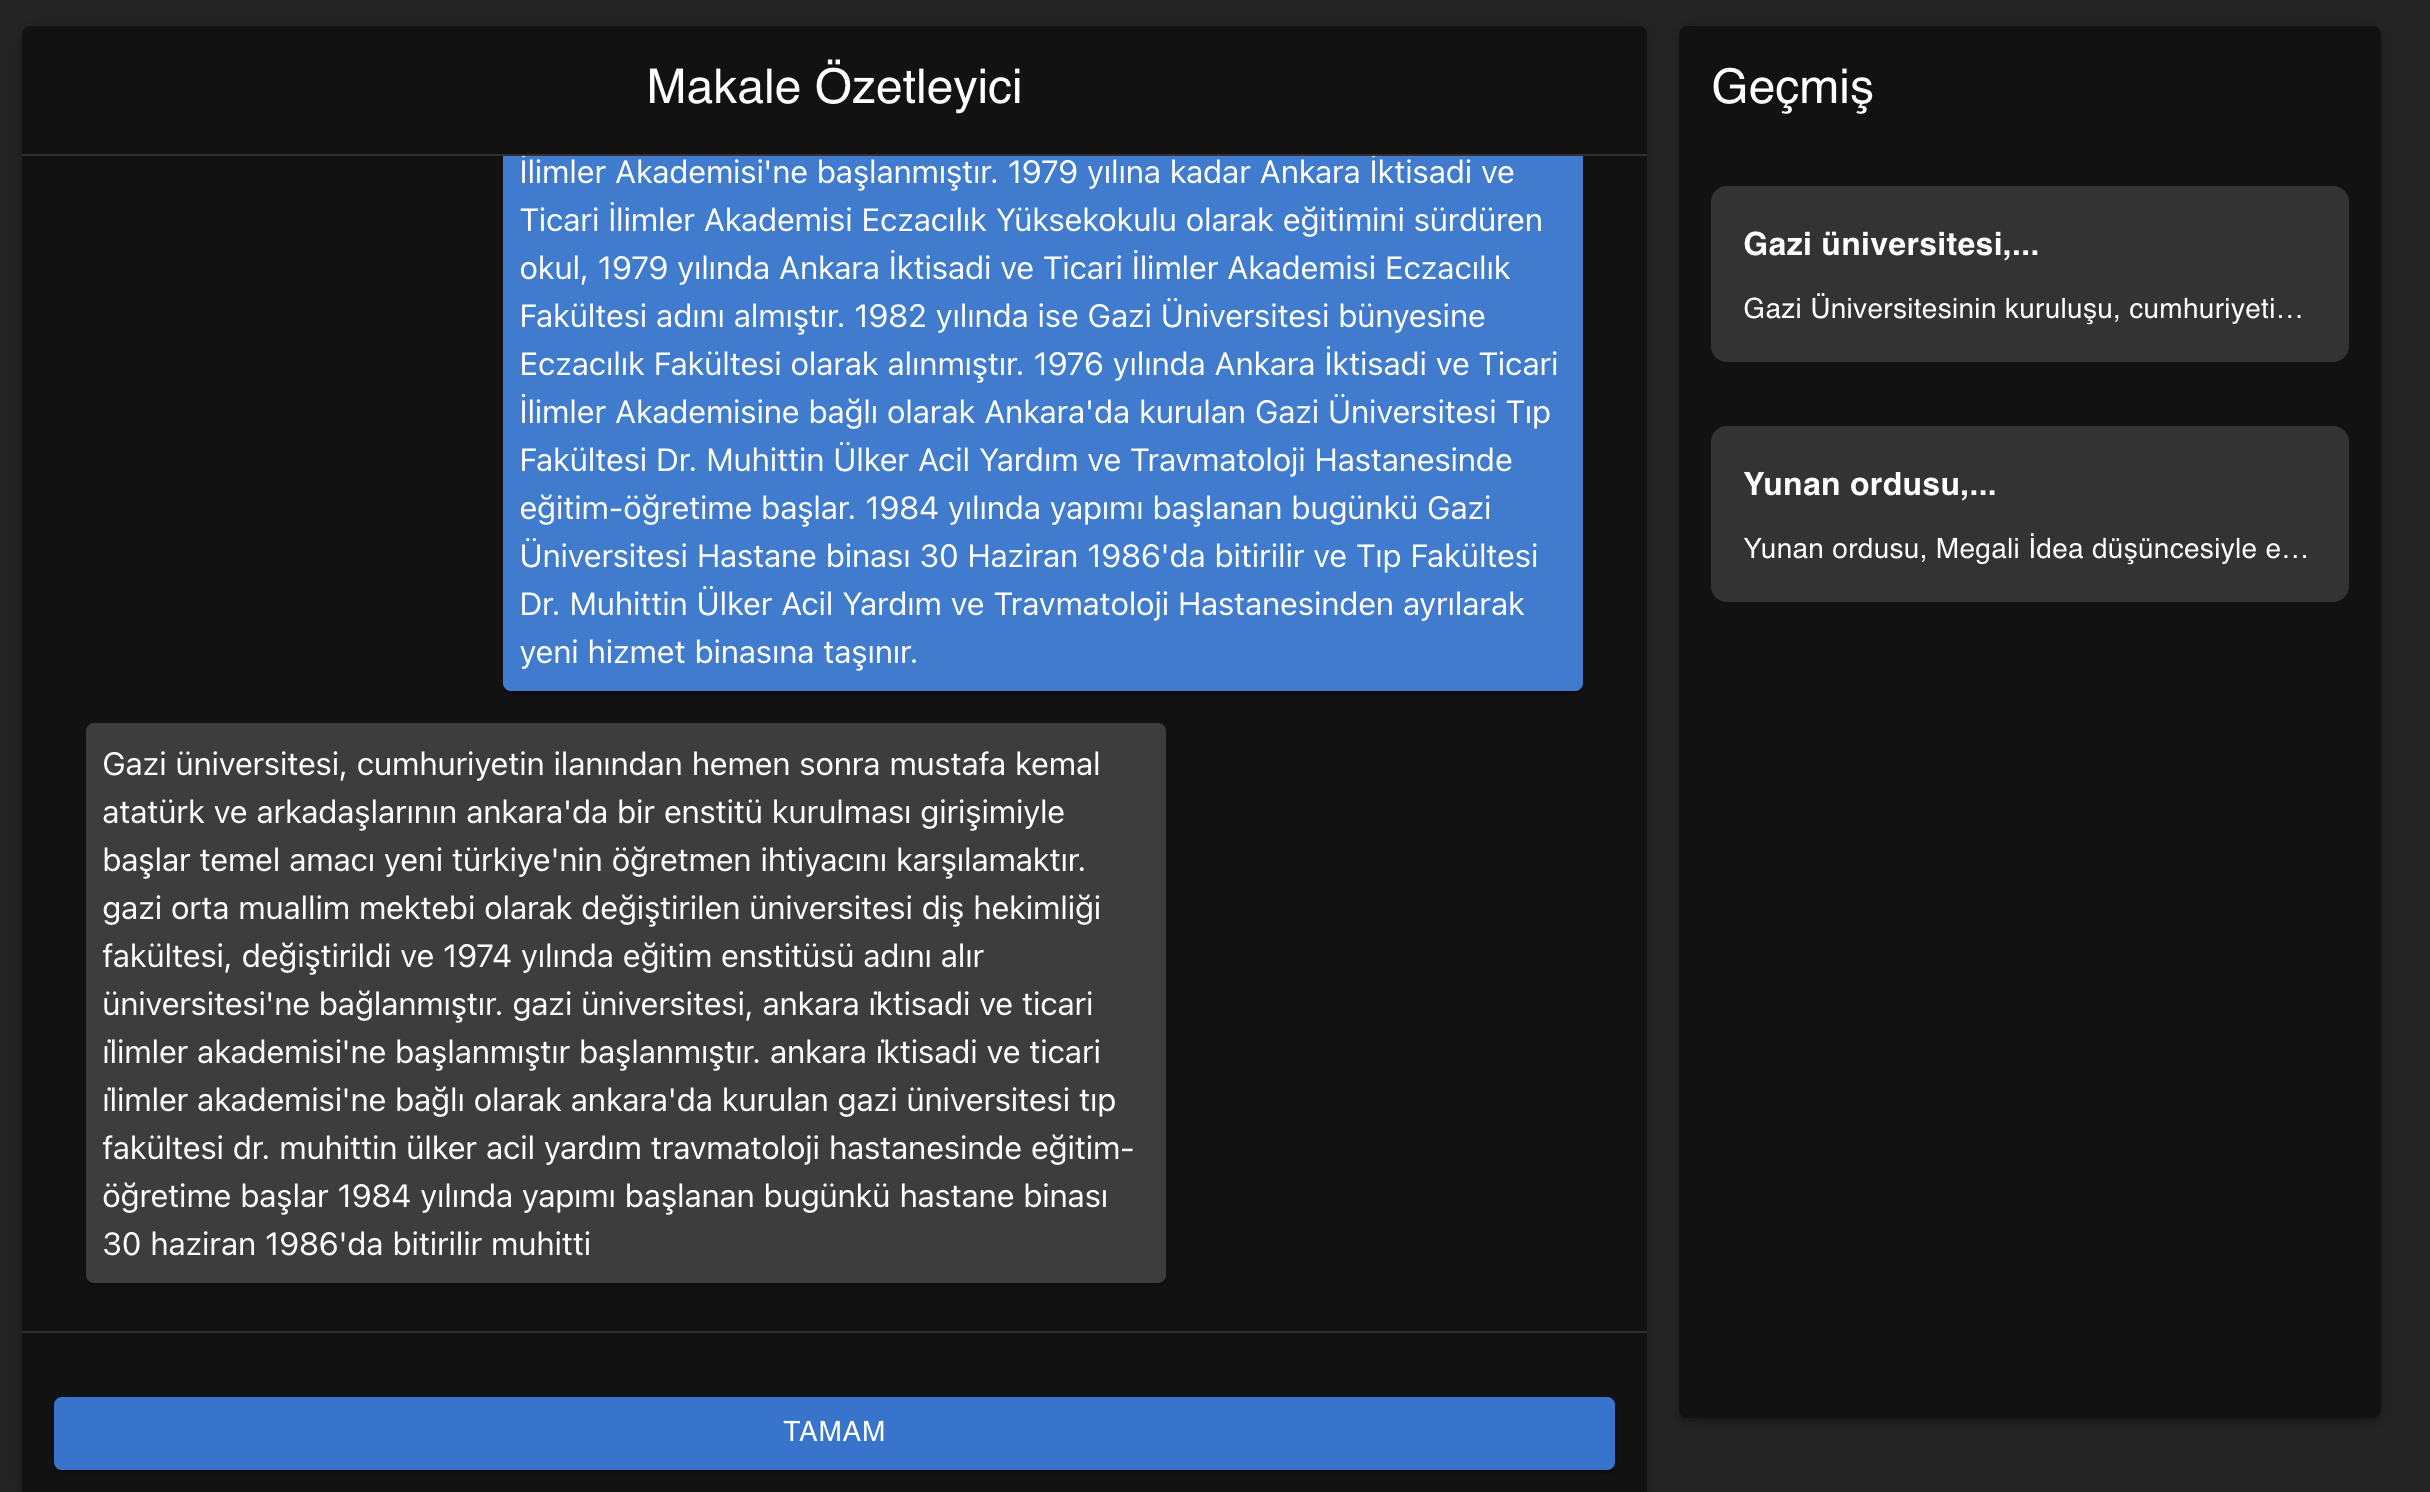 Makale Özetleyici
İlimler Akademisi'ne başlanmıştır. 1979 yılına kadar Ankara İktisadi ve
Ticari İlimler Akademisi Eczacılık Yüksekokulu olarak eğitimini sürdüren
okul, 1979 yılında Ankara İktisadi ve Ticari İlimler Akademisi Eczacılık
Fakültesi adını almıştır. 1982 yılında ise Gazi Üniversitesi bünyesine
Eczacılık Fakültesi olarak alınmıştır. 1976 yılında Ankara İktisadi ve Ticari
İlimler Akademisine bağlı olarak Ankara'da kurulan Gazi Üniversitesi Tıp
Fakültesi Dr. Muhittin Ülker Acil Yardım ve Travmatoloji Hastanesinde
eğitim-öğretime başlar. 1984 yılında yapımı başlanan bugünkü Gazi
Üniversitesi Hastane binası 30 Haziran 1986'da bitirilir ve Tıp Fakültesi
Dr. Muhittin Ülker Acil Yardım ve Travmatoloji Hastanesinden ayrılarak
yeni hizmet binasına taşınır.
Gazi üniversitesi, cumhuriyetin ilanından hemen sonra mustafa kemal
atatürk ve arkadaşlarının ankara'da bir enstitü kurulması girişimiyle
başlar temel amacı yeni türkiye'nin öğretmen ihtiyacını karşılamaktır.
gazi orta muallim mektebi olarak değiştirilen üniversitesi diş hekimliği
fakültesi, değiştirildi ve 1974 yılında eğitim enstitüsü adını alır
üniversitesi'ne bağlanmıştır. gazi üniversitesi, ankara i̇ktisadi ve ticari
i̇limler akademisi'ne başlanmıştır başlanmıştır. ankara i̇ktisadi ve ticari
i̇limler akademisi'ne bağlı olarak ankara'da kurulan gazi üniversitesi tıp
fakültesi dr. muhittin ülker acil yardım travmatoloji hastanesinde eğitim-
öğretime başlar 1984 yılında yapımı başlanan bugünkü hastane binası
30 haziran 1986'da bitirilir muhitti
TAMAM
Geçmiş
Gazi üniversitesi,...
Gazi Üniversitesinin kuruluşu, cumhuriyeti...
Yunan ordusu,...
Yunan ordusu, Megali İdea düşüncesiyle e...